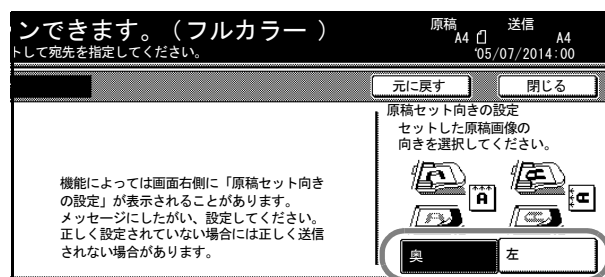 ンできます。（フルカラー ）
原稿 送信
A4 A4
トして宛先を指定してください。
'05/07/2014:00
元に戻す 閉じる
原稿セット向きの設定
セットした原稿画像の
向きを選択してください。
機能によっては画面右側に「原稿セット向き
の設定」が表示されることがあります。
メッセージにしたがい、設定してください。
正しく設定されていない場合には正しく送信
されない場合があります。
奥 左